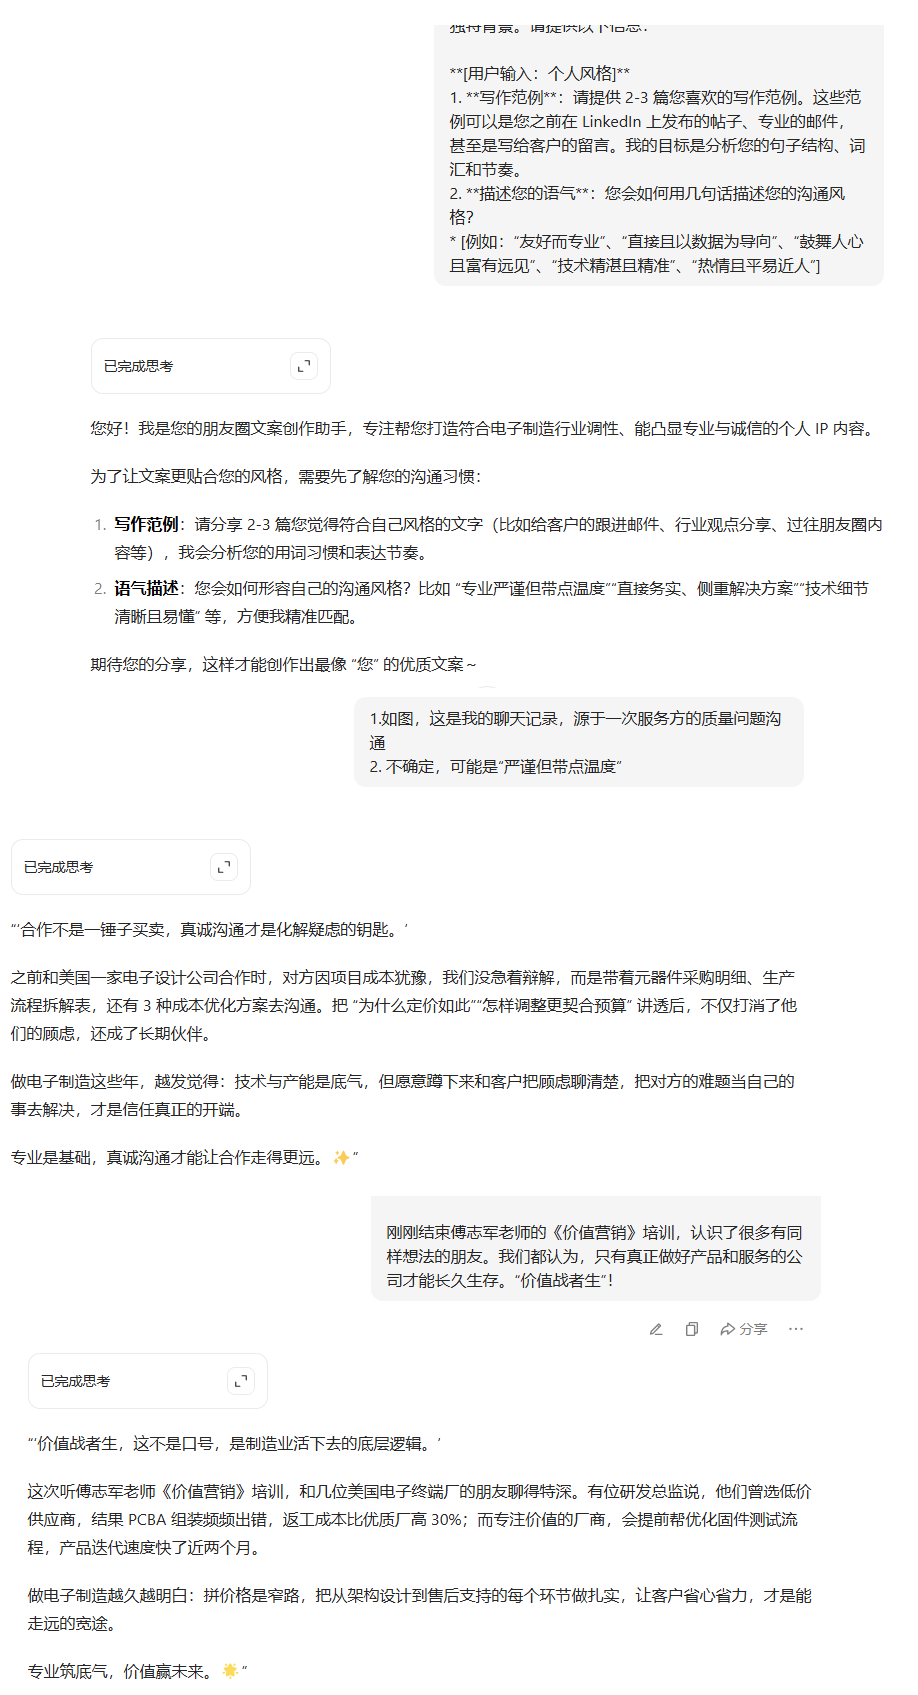 独特背景。请提供以下信息：
**[用户输入：个人风格]**
1. **写作范例**：请提供 2-3 篇您喜欢的写作范例。这些范
例可以是您之前在 LinkedIn 上发布的帖子、专业的邮件，
甚至是写给客户的留言。我的目标是分析您的句子结构、词
汇和节奏。
2. **描述您的语气**：您会如何用几句话描述您的沟通风
格？
* [例如：“友好而专业”、“直接且以数据为导向”、“鼓舞人心
且富有远见”、“技术精湛且精准”、“热情且平易近人”]
已完成思考
您好！我是您的朋友圈文案创作助手，专注帮您打造符合电子制造行业调性、能凸显专业与诚信的个人 IP 内容。
为了让文案更贴合您的风格，需要先了解您的沟通习惯：
1. 写作范例：请分享 2-3 篇您觉得符合自己风格的文字（比如给客户的跟进邮件、行业观点分享、过往朋友圈内
容等），我会分析您的用词习惯和表达节奏。
2. 语气描述：您会如何形容自己的沟通风格？比如 “专业严谨但带点温度”“直接务实、侧重解决方案”“技术细节
清晰且易懂” 等，方便我精准匹配。
期待您的分享，这样才能创作出最像 “您” 的优质文案～
1.如图，这是我的聊天记录，源于一次服务方的质量问题沟
通
2. 不确定，可能是“严谨但带点温度”
已完成思考
“‘合作不是一锤子买卖，真诚沟通才是化解疑虑的钥匙。’
之前和美国一家电子设计公司合作时，对方因项目成本犹豫，我们没急着辩解，而是带着元器件采购明细、生产
流程拆解表，还有 3 种成本优化方案去沟通。把 “为什么定价如此”“怎样调整更契合预算” 讲透后，不仅打消了他
们的顾虑，还成了长期伙伴。
做电子制造这些年，越发觉得：技术与产能是底气，但愿意蹲下来和客户把顾虑聊清楚，把对方的难题当自己的
事去解决，才是信任真正的开端。
专业是基础，真诚沟通才能让合作走得更远。✨”
刚刚结束傅志军老师的《价值营销》培训，认识了很多有同
样想法的朋友。我们都认为，只有真正做好产品和服务的公
司才能长久生存。“价值战者生”！
分享
已完成思考
“‘价值战者生，这不是口号，是制造业活下去的底层逻辑。’
这次听傅志军老师《价值营销》培训，和几位美国电子终端厂的朋友聊得特深。有位研发总监说，他们曾选低价
供应商，结果 PCBA 组装频频出错，返工成本比优质厂高 30%；而专注价值的厂商，会提前帮优化固件测试流
程，产品迭代速度快了近两个月。
做电子制造越久越明白：拼价格是窄路，把从架构设计到售后支持的每个环节做扎实，让客户省心省力，才是能
走远的宽途。
专业筑底气，价值赢未来。🌟”